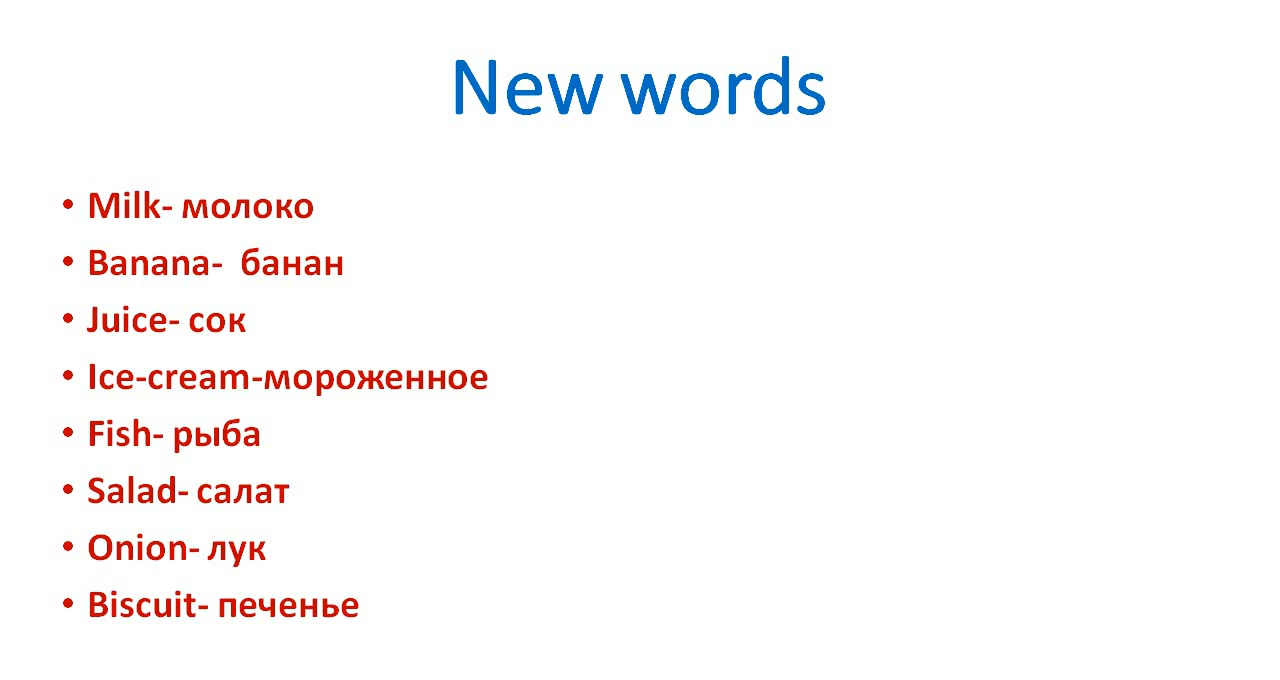 New words
• Milk- молоко
• Banana-  банан
• Juice- сок
• Ice-cream-мороженное
• Fish- рыба
• Salad- салат
• Onion- лук
• Biscuit- печенье